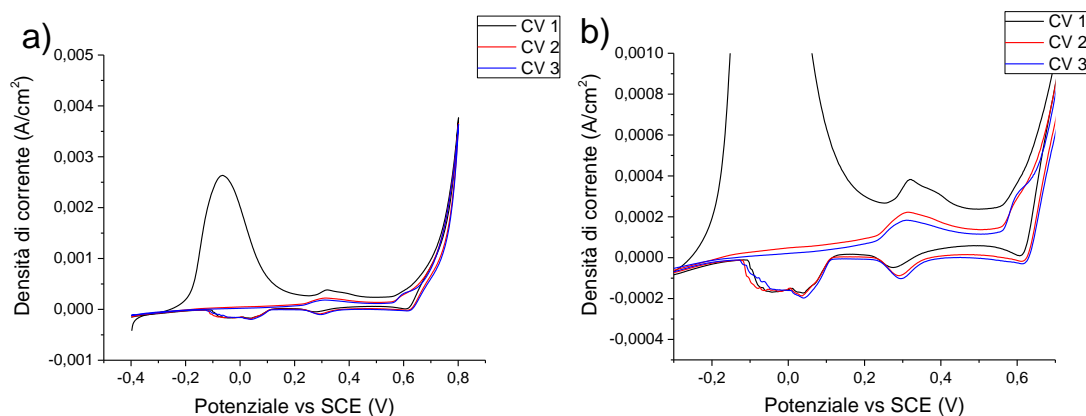 a)
CV 1
CV 2
CV 3
0,005
0,004
0,003
0,002
0,001
0,000
-0,001
Densità di corrente (A/cm²)
-0,4 -0,2 0,0 0,2 0,4 0,6 0,8
Potenziale vs SCE (V)
b)
CV 1
CV 2
CV 3
0,0010
0,0008
0,0006
0,0004
0,0002
0,0000
-0,0002
-0,0004
Densità di corrente (A/cm²)
-0,2 0,0 0,2 0,4 0,6
Potenziale vs SCE (V)